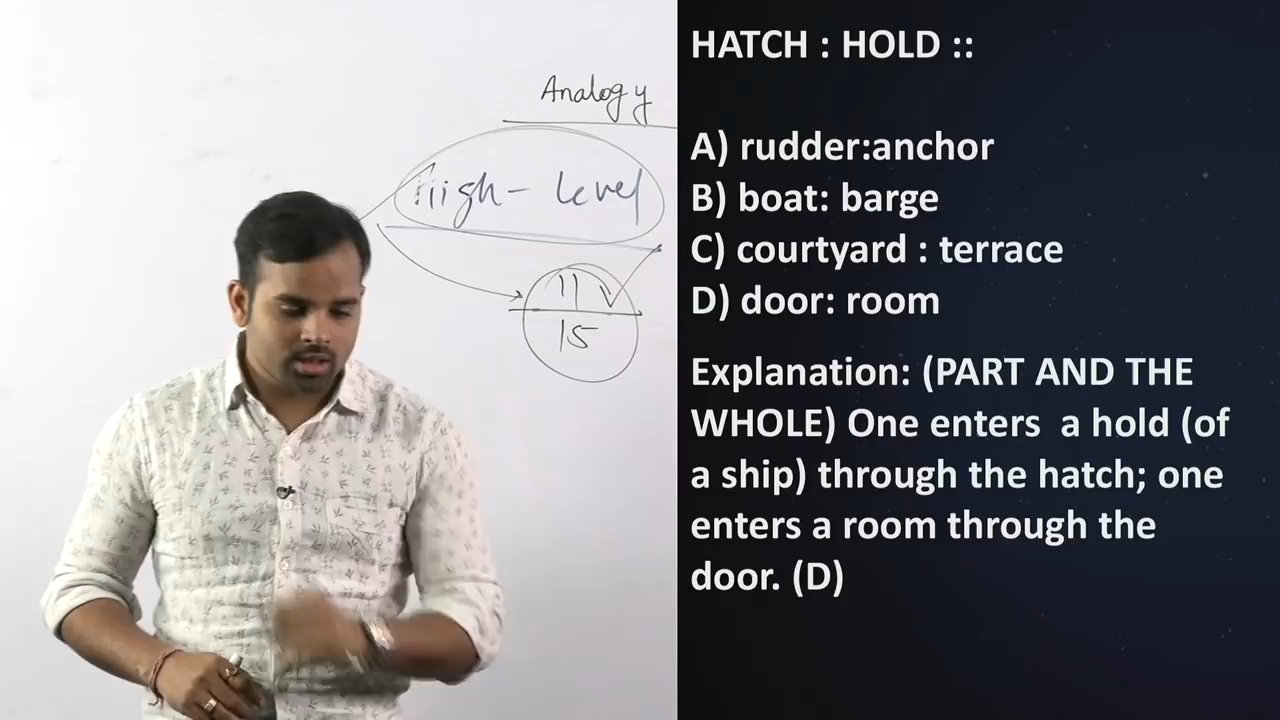 Analogy
High-Level
11
15
HATCH : HOLD ::
A) rudder:anchor
B) boat: barge
C) courtyard : terrace
D) door: room
Explanation: (PART AND THE
WHOLE) One enters a hold (of
a ship) through the hatch; one
enters a room through the
door. (D)